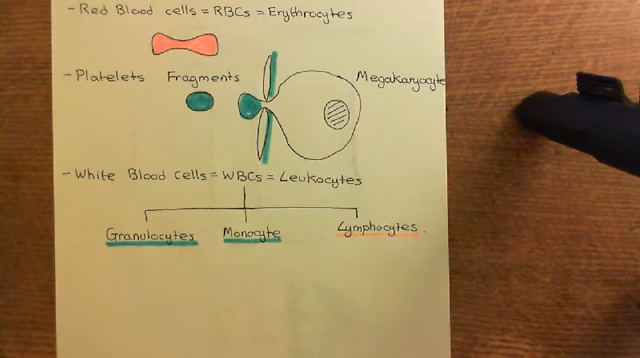 - Red Blood cells = RBCs = Erythrocytes
- Platelets Fragments Megakaryocyte
- White Blood cells = WBCs = Leukocytes
Granulocytes Monocyte Lymphocytes.